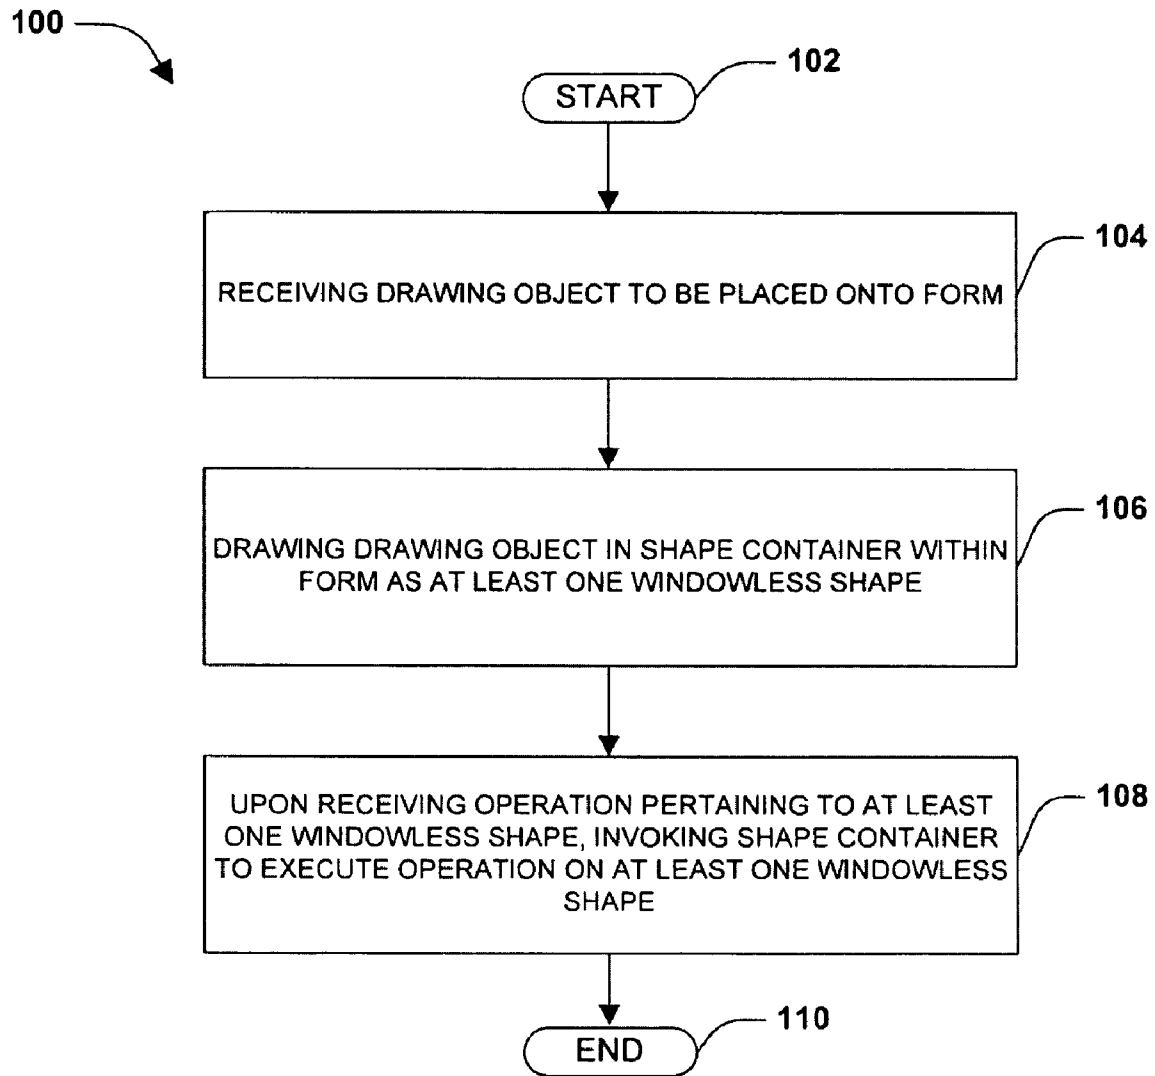 100
102
START
104
RECEIVING DRAWING OBJECT TO BE PLACED ONTO FORM
106
DRAWING DRAWING OBJECT IN SHAPE CONTAINER WITHIN
FORM AS AT LEAST ONE WINDOWLESS SHAPE
108
UPON RECEIVING OPERATION PERTAINING TO AT LEAST
ONE WINDOWLESS SHAPE, INVOKING SHAPE CONTAINER
TO EXECUTE OPERATION ON AT LEAST ONE WINDOWLESS
SHAPE
110
END